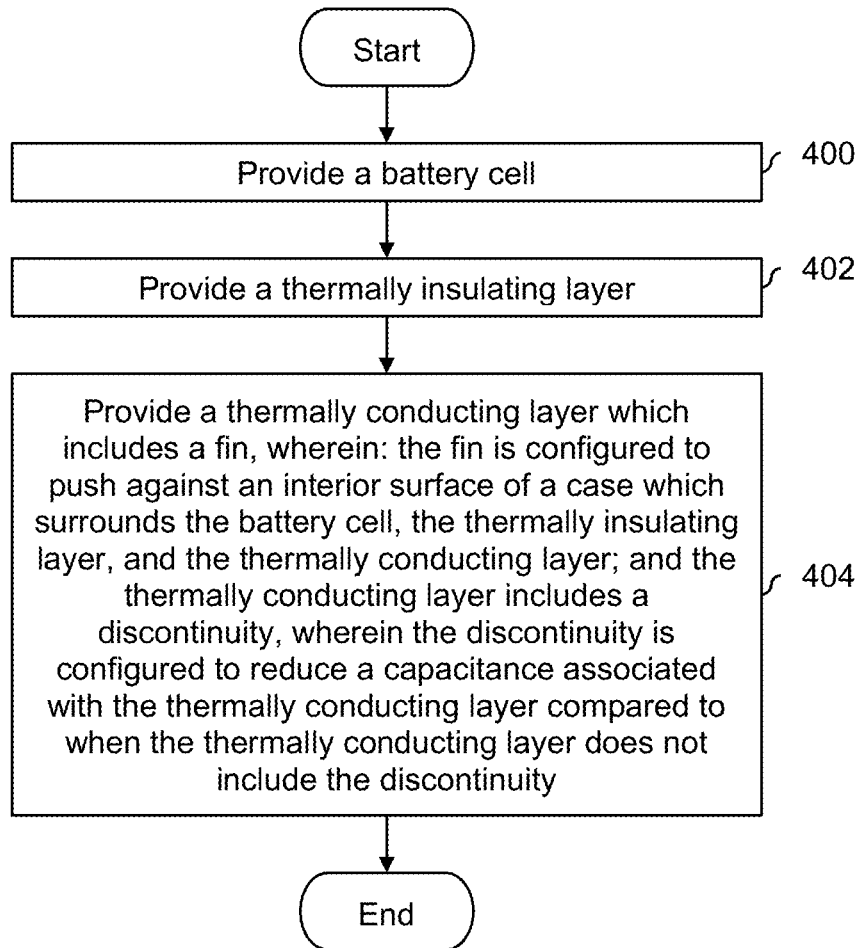 Start
Provide a battery cell
400
Provide a thermally insulating layer
402
Provide a thermally conducting layer which
includes a fin, wherein: the fin is configured to
push against an interior surface of a case which
surrounds the battery cell, the thermally insulating
layer, and the thermally conducting layer; and the
thermally conducting layer includes a
discontinuity, wherein the discontinuity is
configured to reduce a capacitance associated
with the thermally conducting layer compared to
when the thermally conducting layer does not
include the discontinuity
404
End